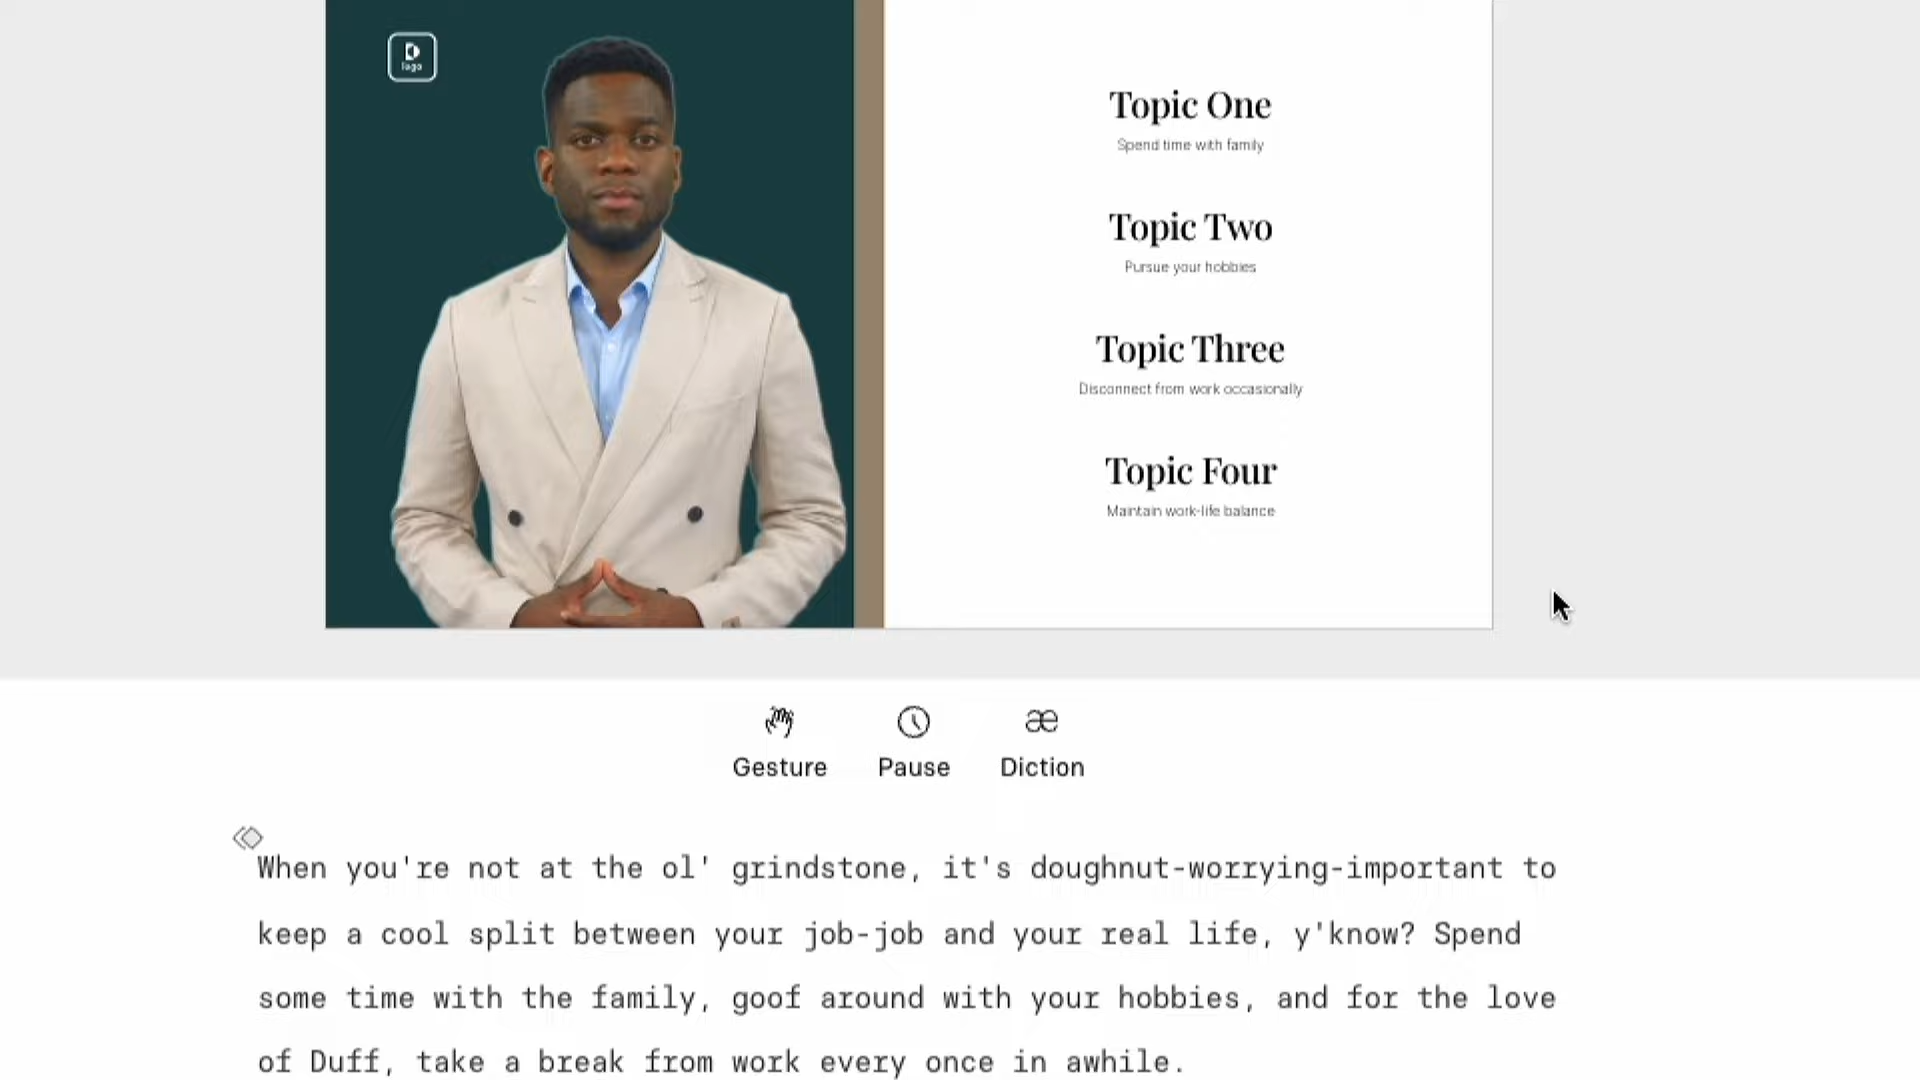 logo
Topic One
Spend time with family
Topic Two
Pursue your hobbies
Topic Three
Disconnect from work occasionally
Topic Four
Maintain work-life balance
æ
Gesture Pause Diction
When you're not at the ol' grindstone, it's doughnut-worrying-important to
keep a cool split between your job-job and your real life, y'know? Spend
some time with the family, goof around with your hobbies, and for the love
of Duff, take a break from work every once in awhile.